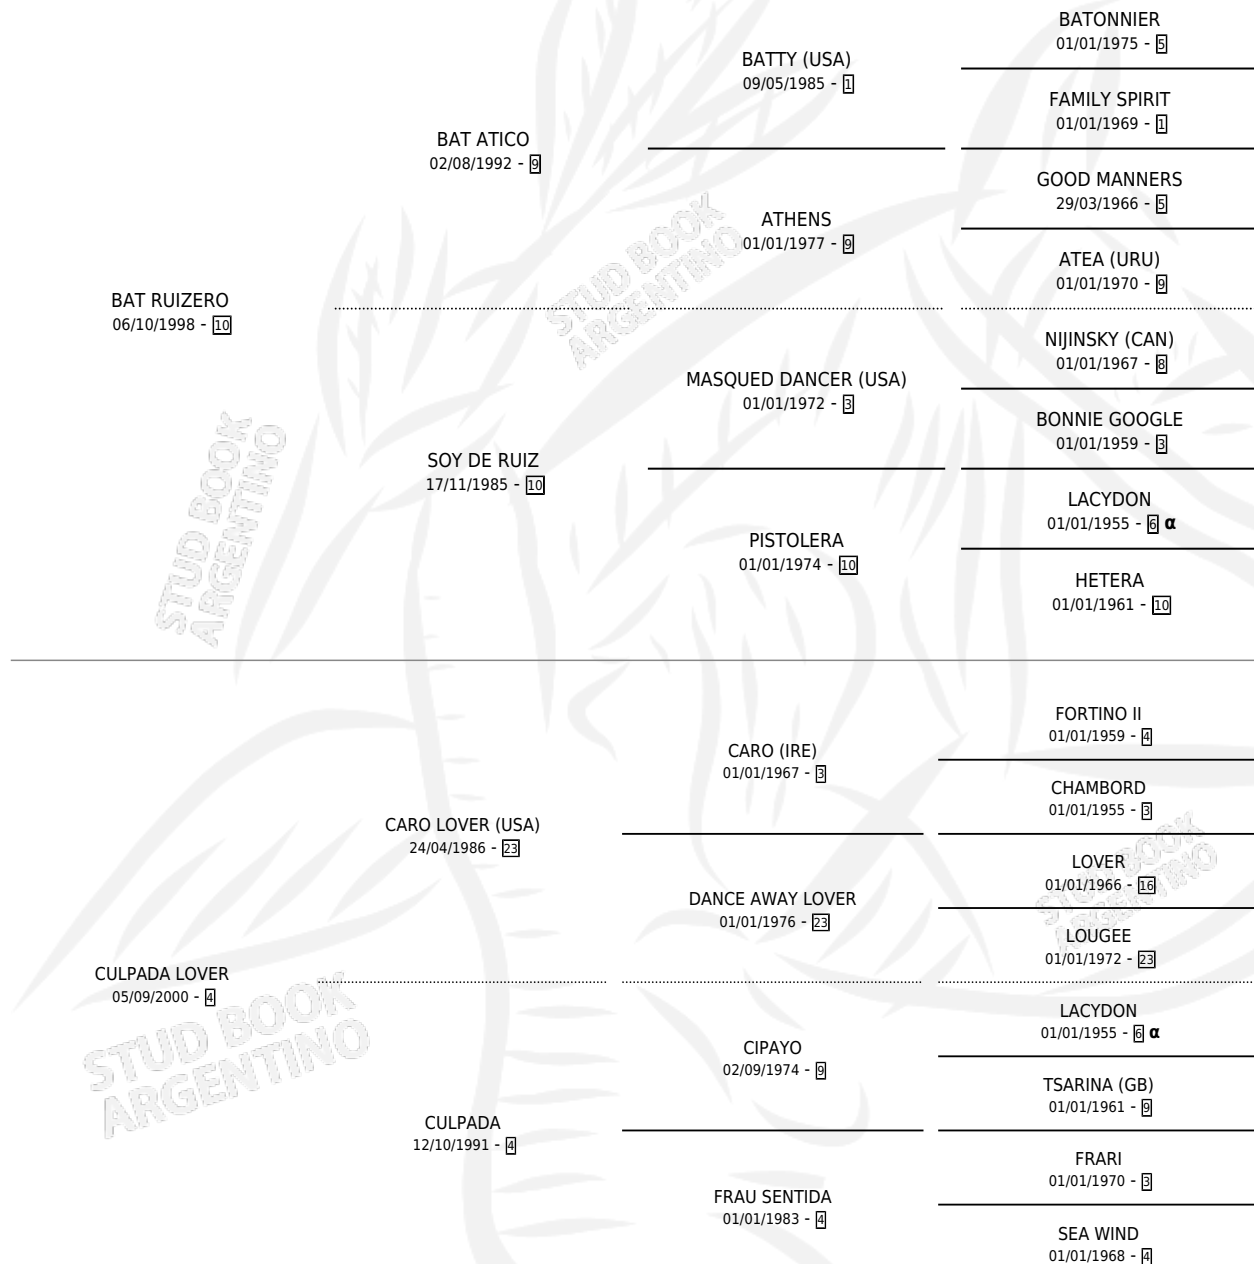 BATONNIER
01/01/1975 - 5
BATTY (USA)
09/05/1985 - 1
FAMILY SPIRIT
01/01/1969 - 1
BAT ATICO
02/08/1992 - 9
GOOD MANNERS
29/03/1966 - 5
ATHENS
01/01/1977 - 9
ATEA (URU)
01/01/1970 - 9
BAT RUIZERO
06/10/1998 - 10
NIJINSKY (CAN)
01/01/1967 - 8
MASQUED DANCER (USA)
01/01/1972 - 3
BONNIE GOOGLE
01/01/1959 - 3
SOY DE RUIZ
17/11/1985 - 10
LACYDON
01/01/1955 - 6 α
PISTOLERA
01/01/1974 - 10
HETERA
01/01/1961 - 10
FORTINO II
01/01/1959 - 4
CARO (IRE)
01/01/1967 - 3
CHAMBORD
01/01/1955 - 3
CARO LOVER (USA)
24/04/1986 - 23
LOVER
01/01/1966 - 16
DANCE AWAY LOVER
01/01/1976 - 23
LOUGEE
01/01/1972 - 23
CULPADA LOVER
05/09/2000 - 4
LACYDON
01/01/1955 - 6 α
CIPAYO
02/09/1974 - 9
TSARINA (GB)
01/01/1961 - 9
CULPADA
12/10/1991 - 4
FRARI
01/01/1970 - 3
FRAU SENTIDA
01/01/1983 - 4
SEA WIND
01/01/1968 - 4
STUD BOOK
ARGENTINO
STUD BOOK
ARGENTINO
STUD BOOK
ARGENTINO
STUD BOOK
ARGENTINO